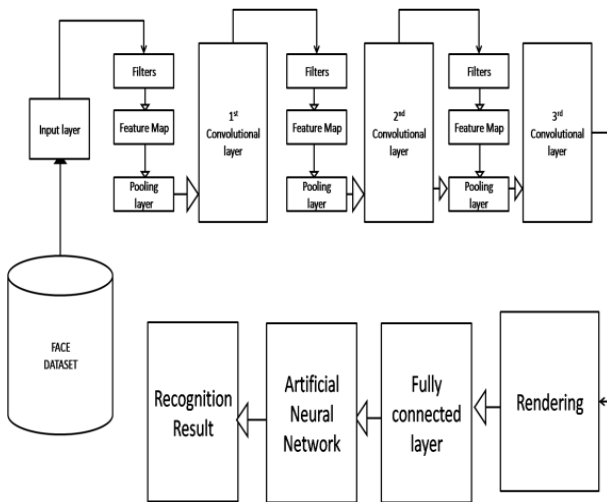 Input layer
Filters
Feature Map
Pooling
layer
1st
Convolutional
layer
Filters
Feature Map
Pooling
layer
2nd
Convolutional
layer
Filters
Feature Map
Pooling
layer
3rd
Convolutional
layer
FACE
DATASET
Recognition
Result
Artificial
Neural
Network
Fully
connected
layer
Rendering